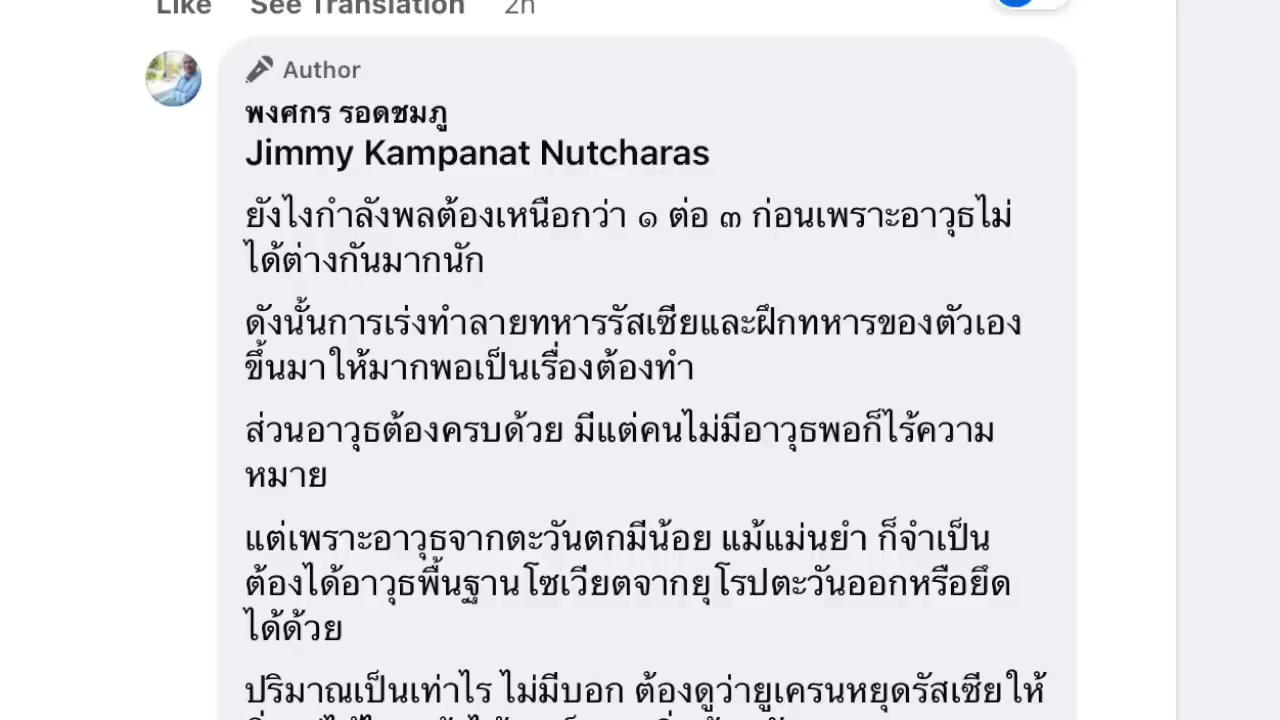 Like See Translation 2h
Author
พงศกร รอดชมภู
Jimmy Kampanat Nutcharas
ยังไงกำลังพลต้องเหนือกว่า ๑ ต่อ ๓ ก่อนเพราะอาวุธไม่
ได้ต่างกันมากนัก
ดังนั้นการเร่งทำลายทหารรัสเซียและฝึกทหารของตัวเอง
ขึ้นมาให้มากพอเป็นเรื่องต้องทำ
ส่วนอาวุธต้องครบด้วย มีแต่คนไม่มีอาวุธพอก็ไร้ความ
หมาย
แต่เพราะอาวุธจากตะวันตกมีน้อย แม้แม่นยำ ก็จำเป็น
ต้องได้อาวุธพื้นฐานโซเวียตจากยุโรปตะวันออกหรือยึด
ได้ด้วย
ปริมาณเป็นเท่าไร ไม่มีบอก ต้องดูว่ายูเครนหยุดรัสเซียให้